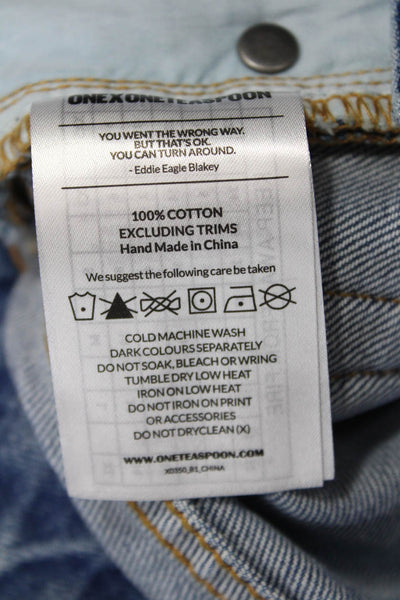 ONEXONETEASPOON
YOU WENT THE WRONG WAY.
BUT THAT'S OK.
YOU CAN TURN AROUND.
- Eddie Eagle Blakey
100% COTTON
EXCLUDING TRIMS
Hand Made in China
We suggest the following care be taken
COLD MACHINE WASH
DARK COLOURS SEPARATELY
DO NOT SOAK, BLEACH OR WRING
TUMBLE DRY LOW HEAT
IRON ON LOW HEAT
DO NOT IRON ON PRINT
OR ACCESSORIES
DO NOT DRYCLEAN (X)
WWW.ONETEASPOON.COM
XD350_B1_CHINA